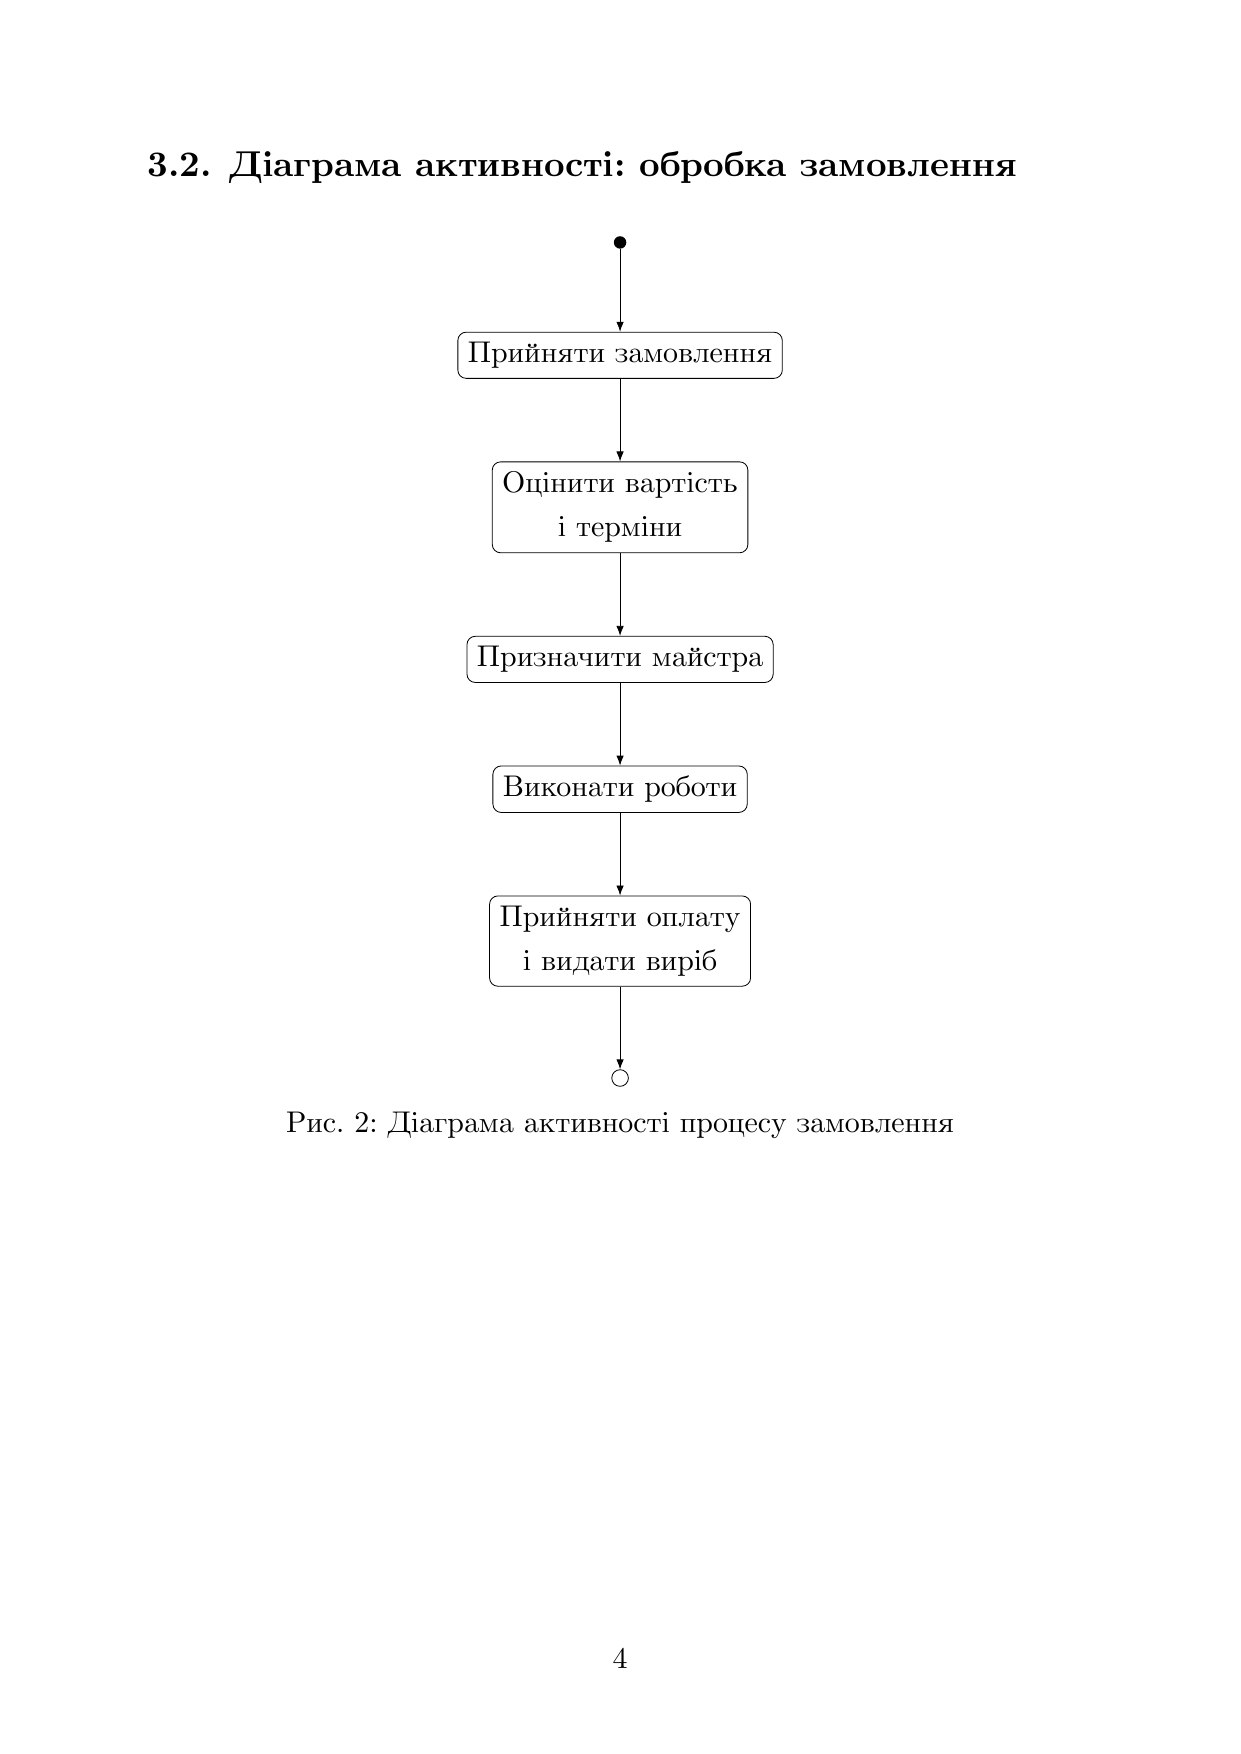 3.2. Діаграма активності: обробка замовлення
Прийняти замовлення
Оцінити вартість
і терміни
Призначити майстра
Виконати роботи
Прийняти оплату
і видати виріб
Рис. 2: Діаграма активності процесу замовлення
4